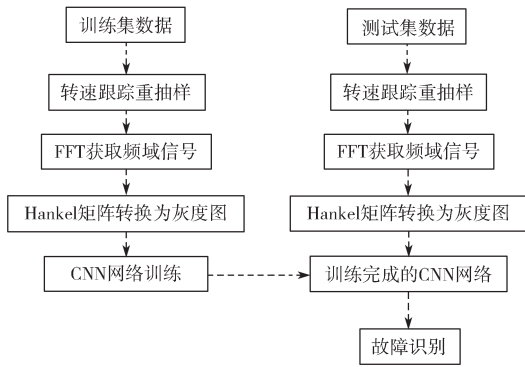 训练集数据
转速跟踪重抽样
FFT获取频域信号
Hankel矩阵转换为灰度图
CNN网络训练
测试集数据
转速跟踪重抽样
FFT获取频域信号
Hankel矩阵转换为灰度图
训练完成的CNN网络
故障识别